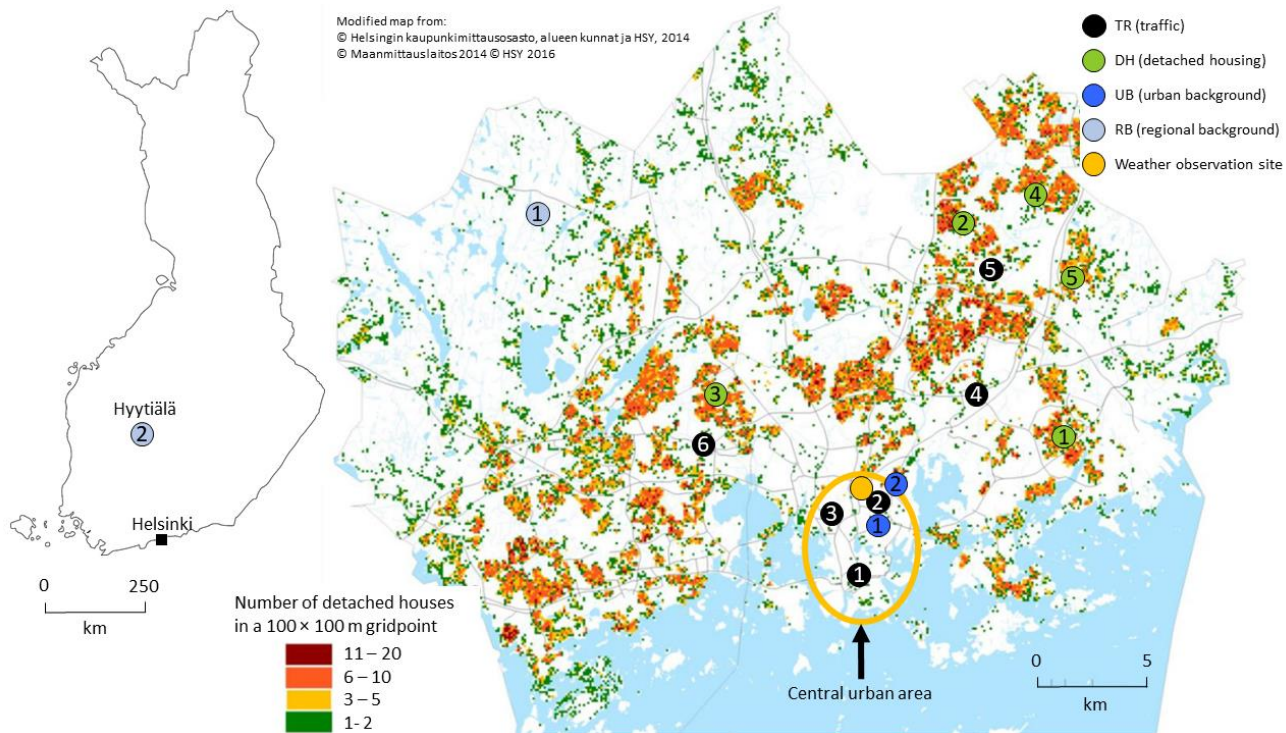 Modified map from:
© Helsingin kaupunkimittausosasto, alueen kunnat ja HSY, 2014
© Maanmittauslaitos 2014 © HSY 2016
TR (traffic)
DH (detached housing)
UB (urban background)
RB (regional background)
Weather observation site
1
4
2
5
5
3
4
1
6
2
2
3
1
1
Hyytiälä
2
Helsinki
0 250
km
Number of detached houses
in a 100 × 100 m gridpoint
11 – 20
6 – 10
3 – 5
1- 2
Central urban area
0 5
km